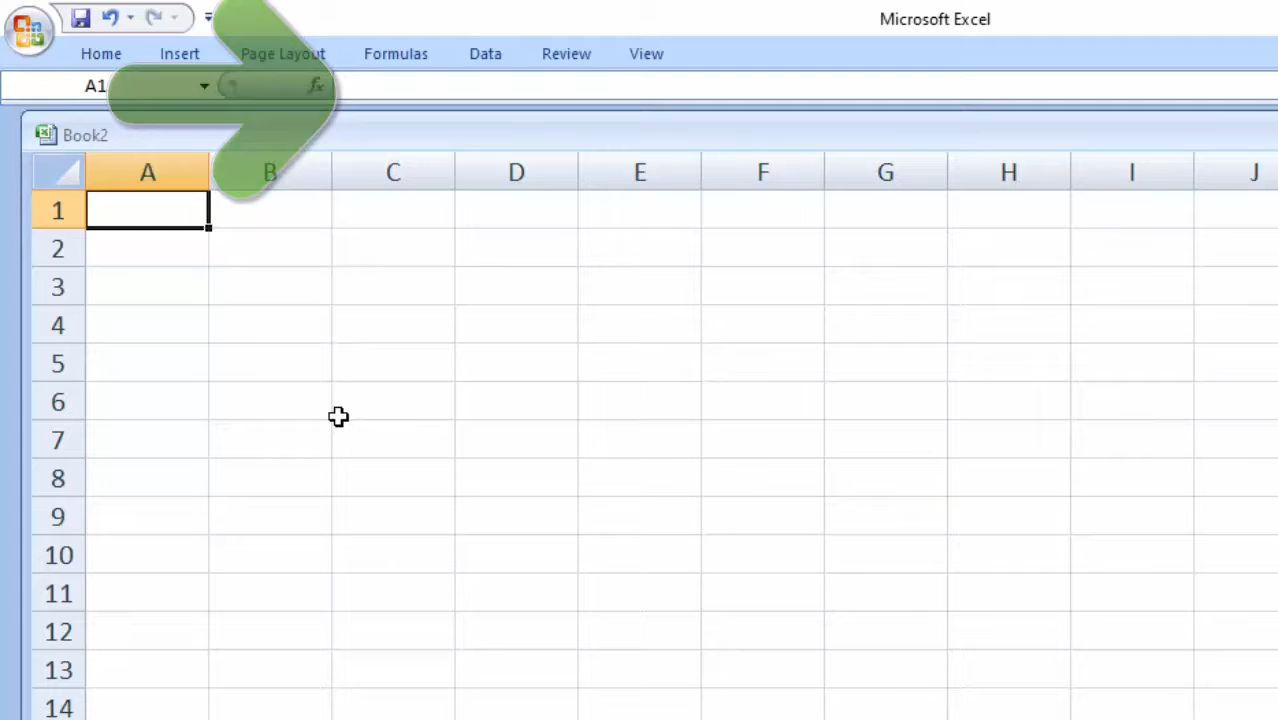 Microsoft Excel
Home Insert Page Layout Formulas Data Review View
A1 fx
Book2
A B C D E F G H I J
1
2
3
4
5
6
7
8
9
10
11
12
13
14